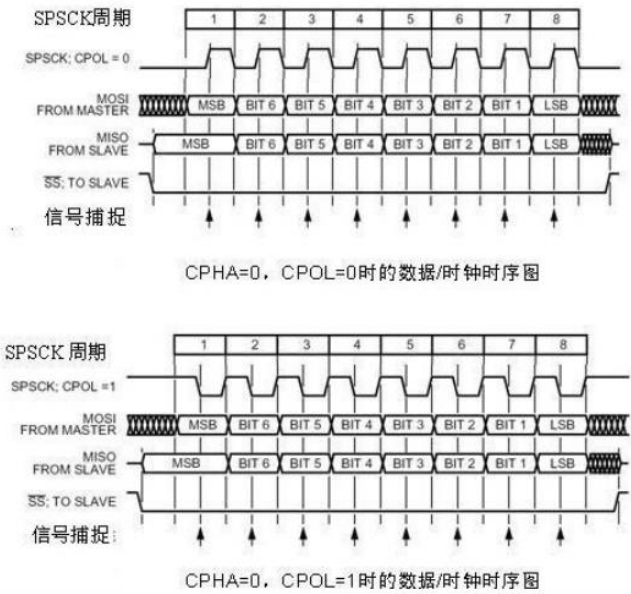 SPSCK周期 1 2 3 4 5 6 7 8
SPSCK; CPOL = 0
MOSI
FROM MASTER MSB BIT 6 BIT 5 BIT 4 BIT 3 BIT 2 BIT 1 LSB
MISO
FROM SLAVE MSB BIT 6 BIT 5 BIT 4 BIT 3 BIT 2 BIT 1 LSB
SS; TO SLAVE
信号捕捉
CPHA=0，CPOL=0时的数据/时钟时序图
SPSCK 周期 1 2 3 4 5 6 7 8
SPSCK; CPOL =1
MOSI
FROM MASTER MSB BIT 6 BIT 5 BIT 4 BIT 3 BIT 2 BIT 1 LSB
MISO
FROM SLAVE MSB BIT 6 BIT 5 BIT 4 BIT 3 BIT 2 BIT 1 LSB
SS; TO SLAVE
信号捕捉:
CPHA=0，CPOL=1时的数据/时钟时序图